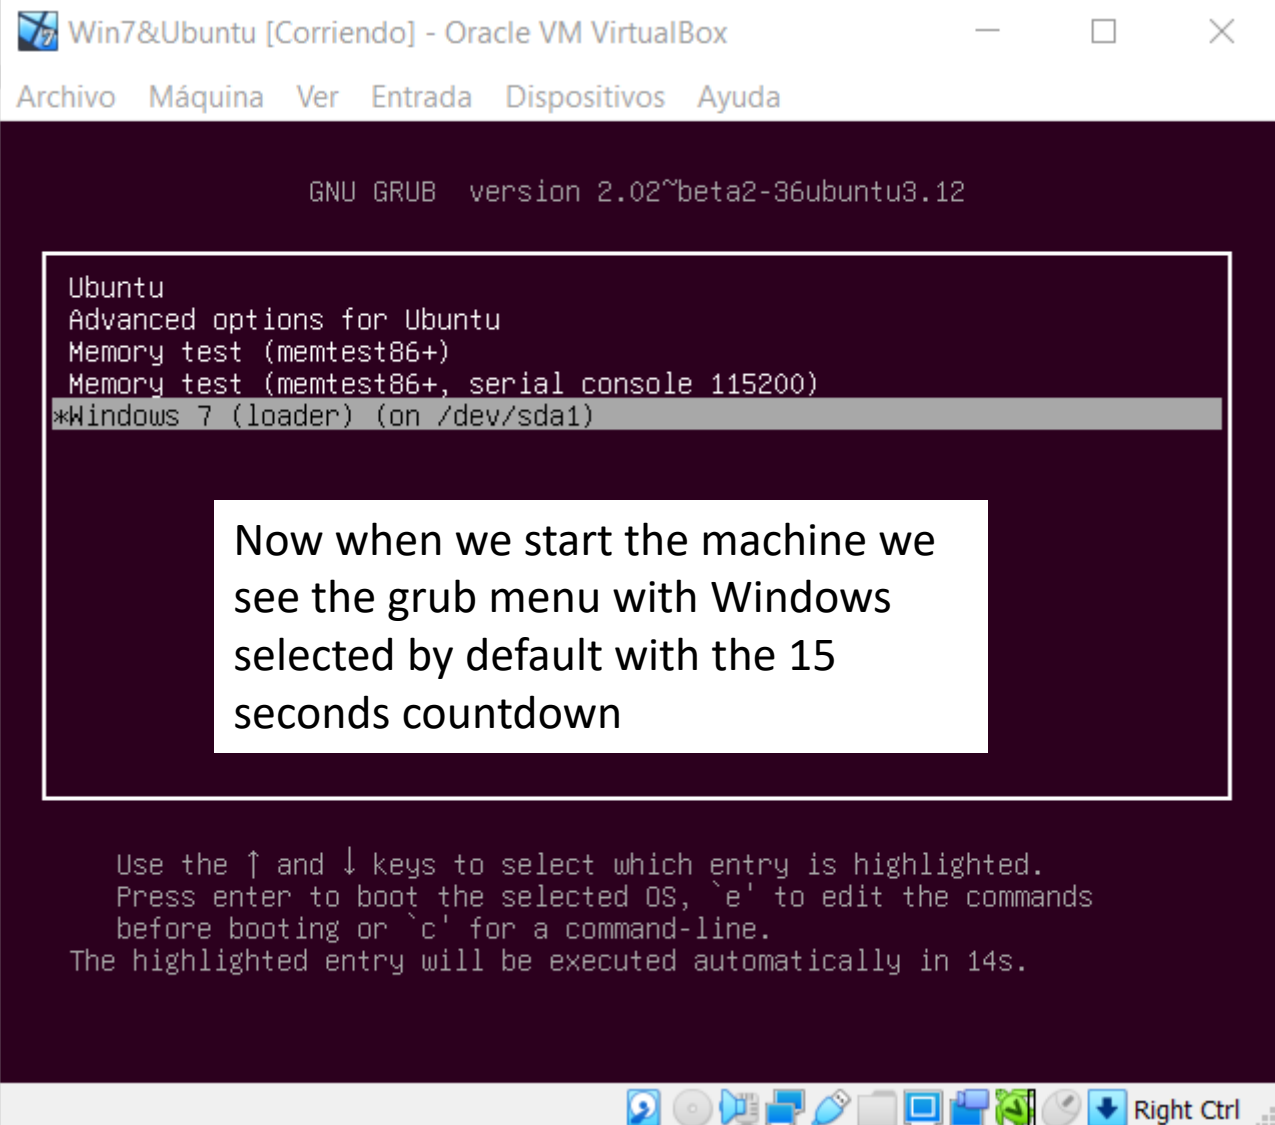 Win7&Ubuntu [Corriendo] - Oracle VM VirtualBox
Archivo Máquina Ver Entrada Dispositivos Ayuda
GNU GRUB version 2.02~beta2-36ubuntu3.12
Ubuntu
Advanced options for Ubuntu
Memory test (memtest86+)
Memory test (memtest86+, serial console 115200)
*Windows 7 (loader) (on /dev/sda1)
Now when we start the machine we
see the grub menu with Windows
selected by default with the 15
seconds countdown
Use the ↑ and ↓ keys to select which entry is highlighted.
Press enter to boot the selected OS, `e' to edit the commands
before booting or `c' for a command-line.
The highlighted entry will be executed automatically in 14s.
Right Ctrl